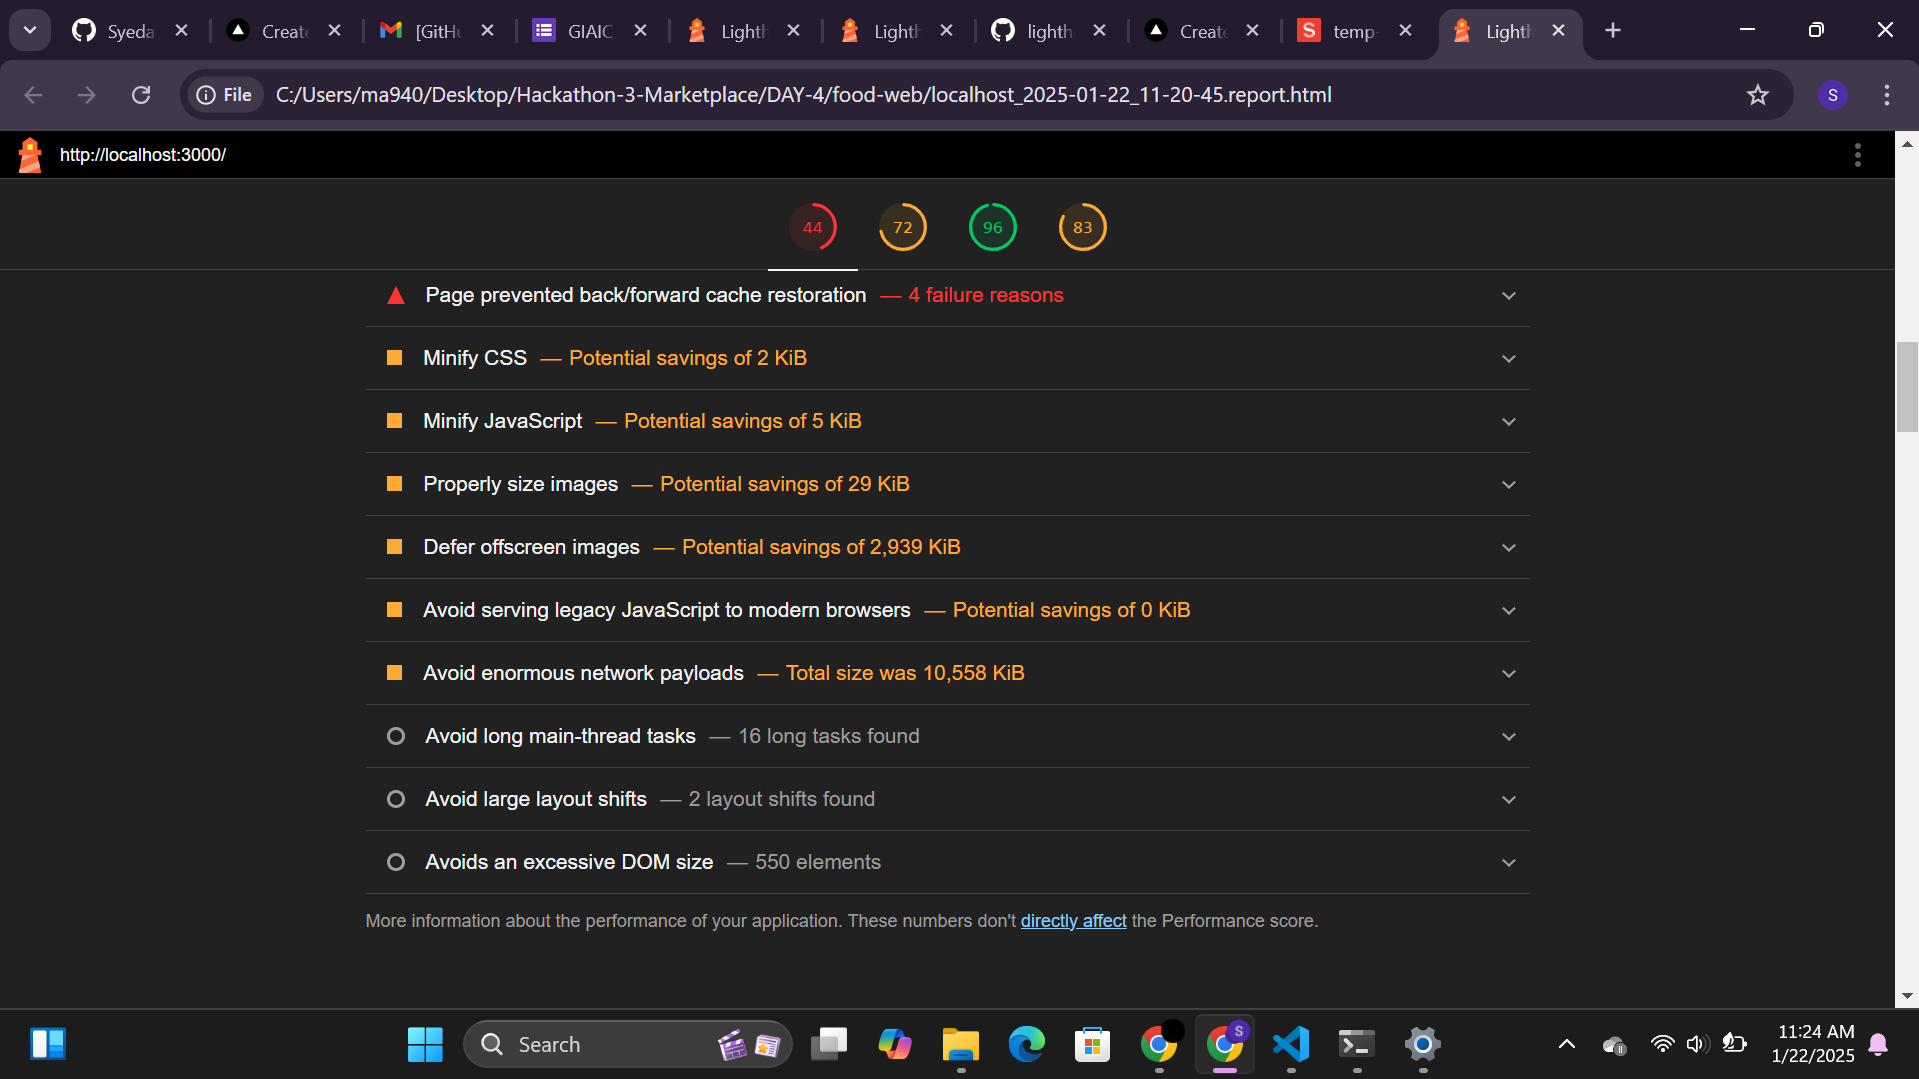 Syeda
Create
[GitHu
GIAIC
Lighth
Lighth
lighth
Create
S
temp-
Lighth
File
C:/Users/ma940/Desktop/Hackathon-3-Marketplace/DAY-4/food-web/localhost_2025-01-22_11-20-45.report.html
S
http://localhost:3000/
44
72
96
83
Page prevented back/forward cache restoration — 4 failure reasons
Minify CSS — Potential savings of 2 KiB
Minify JavaScript — Potential savings of 5 KiB
Properly size images — Potential savings of 29 KiB
Defer offscreen images — Potential savings of 2,939 KiB
Avoid serving legacy JavaScript to modern browsers — Potential savings of 0 KiB
Avoid enormous network payloads — Total size was 10,558 KiB
Avoid long main-thread tasks — 16 long tasks found
Avoid large layout shifts — 2 layout shifts found
Avoids an excessive DOM size — 550 elements
More information about the performance of your application. These numbers don't directly affect the Performance score.
Search
S
11:24 AM
1/22/2025